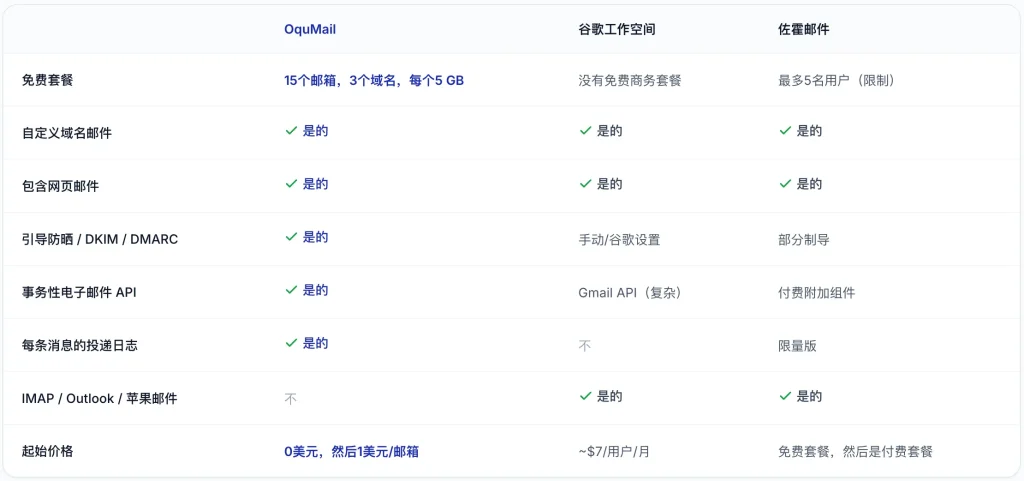 OquMail 谷歌工作空间 佐霍邮件
免费套餐 15个邮箱，3个域名，每个5 GB 没有免费商务套餐 最多5名用户（限制）
自定义域名邮件 是的 是的 是的
包含网页邮件 是的 是的 是的
引导防晒 / DKIM / DMARC 是的 手动/谷歌设置 部分制导
事务性电子邮件 API 是的 Gmail API（复杂） 付费附加组件
每条消息的投递日志 是的 不 限量版
IMAP / Outlook / 苹果邮件 不 是的 是的
起始价格 0美元，然后1美元/邮箱 ~$7/用户/月 免费套餐，然后是付费套餐